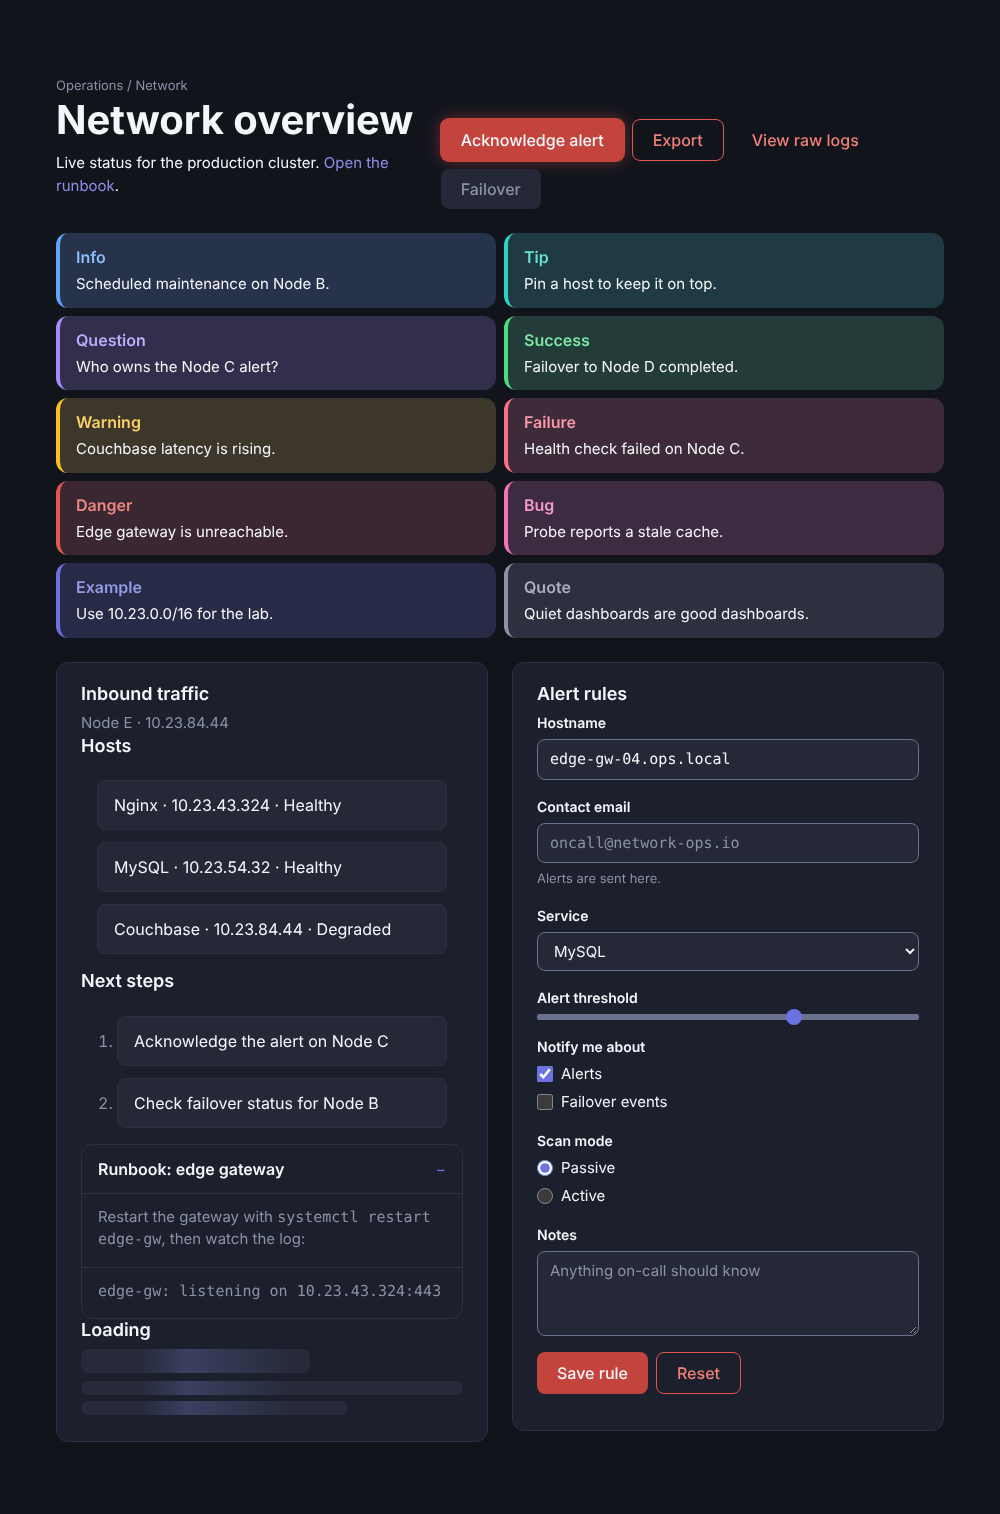 Operations / Network
Network overview
Live status for the production cluster. Open the
runbook.
Acknowledge alert
Export
View raw logs
Failover
Info
Scheduled maintenance on Node B.
Tip
Pin a host to keep it on top.
Question
Who owns the Node C alert?
Success
Failover to Node D completed.
Warning
Couchbase latency is rising.
Failure
Health check failed on Node C.
Danger
Edge gateway is unreachable.
Bug
Probe reports a stale cache.
Example
Use 10.23.0.0/16 for the lab.
Quote
Quiet dashboards are good dashboards.
Inbound traffic
Node E · 10.23.84.44
Hosts
Nginx · 10.23.43.324 · Healthy
MySQL · 10.23.54.32 · Healthy
Couchbase · 10.23.84.44 · Degraded
Next steps
1. Acknowledge the alert on Node C
2. Check failover status for Node B
Runbook: edge gateway –
Restart the gateway with systemctl restart
edge-gw, then watch the log:
edge-gw: listening on 10.23.43.324:443
Loading
Alert rules
Hostname
edge-gw-04.ops.local
Contact email
oncall@network-ops.io
Alerts are sent here.
Service
MySQL
Alert threshold
Notify me about
Alerts
Failover events
Scan mode
Passive
Active
Notes
Anything on-call should know
Save rule
Reset